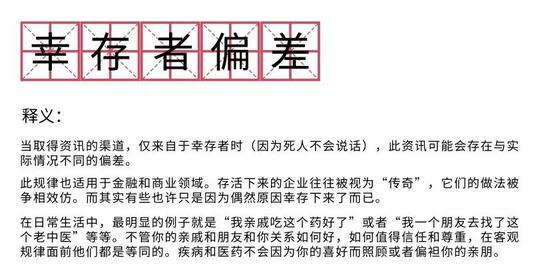 幸存者偏差
释义：
当取得资讯的渠道，仅来自于幸存者时（因为死人不会说话），此资讯可能会存在与实
际情况不同的偏差。
此规律也适用于金融和商业领域。存活下来的企业往往被视为“传奇”，它们的做法被
争相效仿。而其实有些也许只是因为偶然原因幸存下来了而已。
在日常生活中，最明显的例子就是“我亲戚吃这个药好了”或者“我一个朋友去找了这
个老中医”等等。不管你的亲戚和朋友和你关系如何好，如何值得信任和尊重，在客观
规律面前他们都是等同的。疾病和医药不会因为你的喜好而照顾或者偏袒你的亲朋。